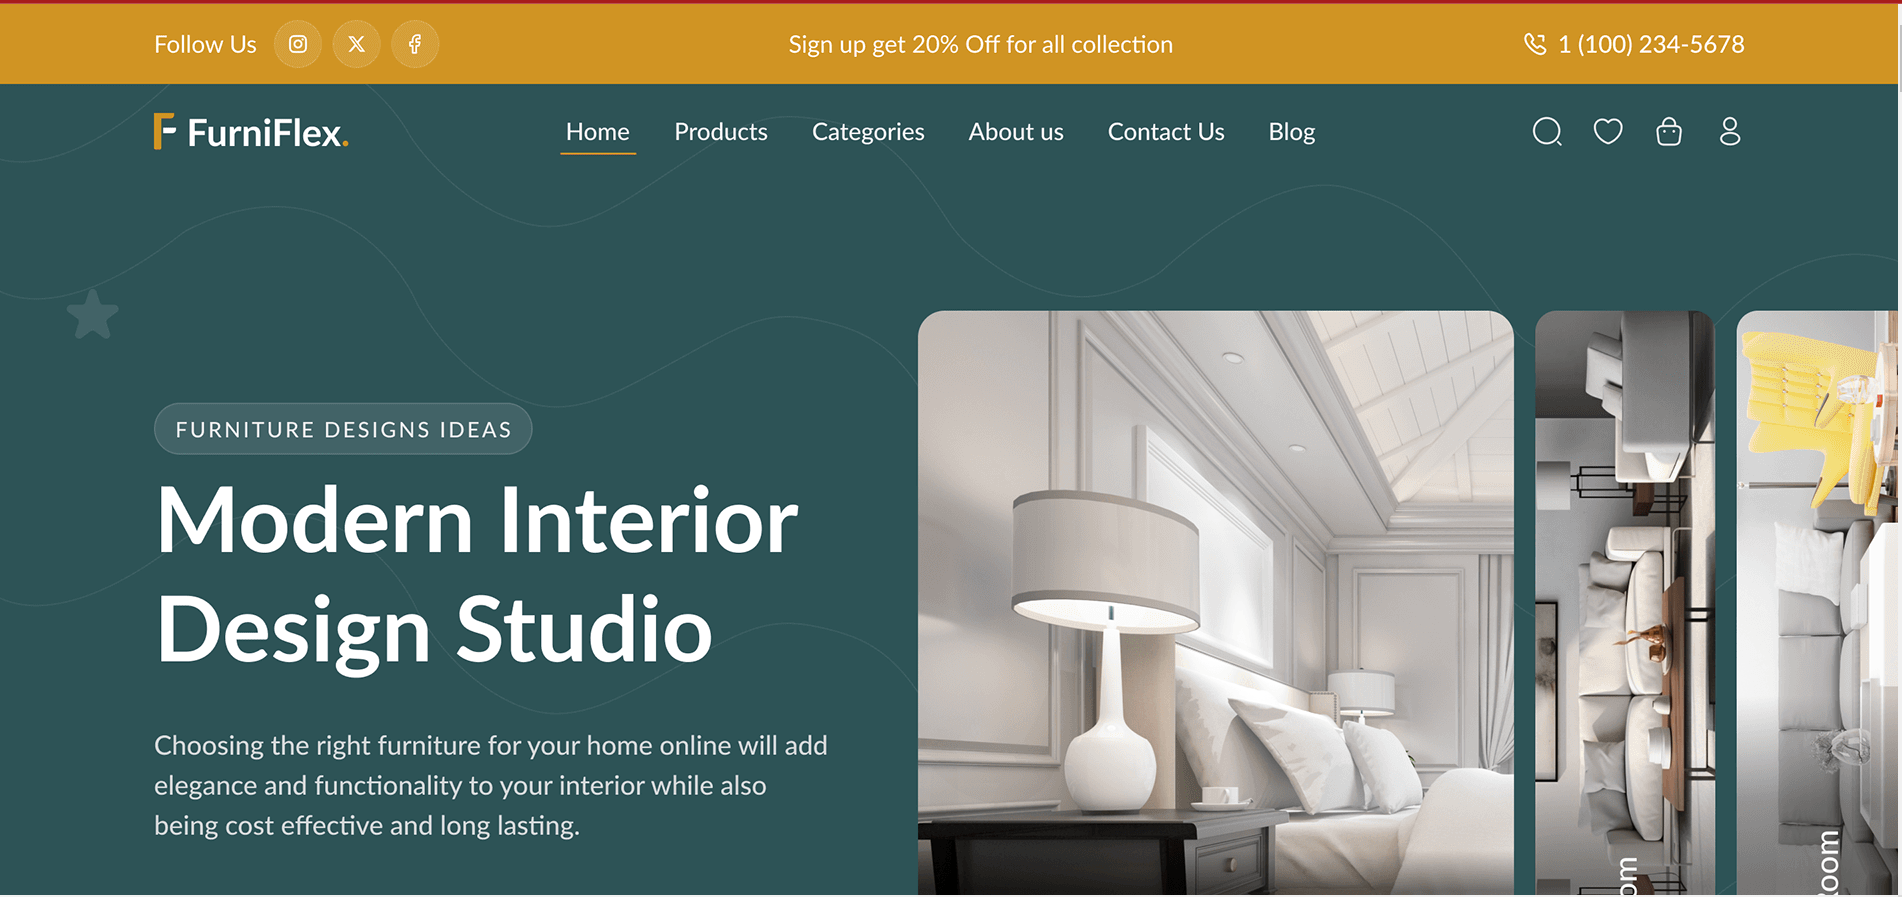 Follow Us
Sign up get 20% Off for all collection
1 (100) 234-5678
FurniFlex.
Home
Products
Categories
About us
Contact Us
Blog
FURNITURE DESIGNS IDEAS
Modern Interior
Design Studio
Choosing the right furniture for your home online will add
elegance and functionality to your interior while also
being cost effective and long lasting.